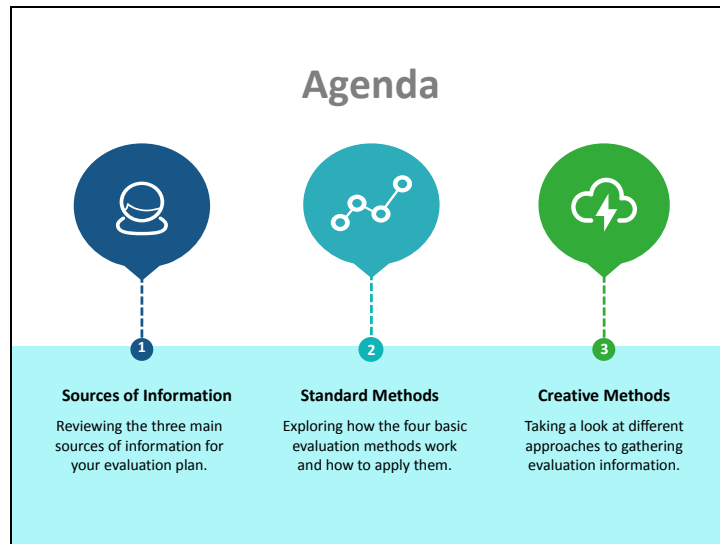 Agenda
1
2
3
Sources of Information
Reviewing the three main
sources of information for
your evaluation plan.
Standard Methods
Exploring how the four basic
evaluation methods work
and how to apply them.
Creative Methods
Taking a look at different
approaches to gathering
evaluation information.